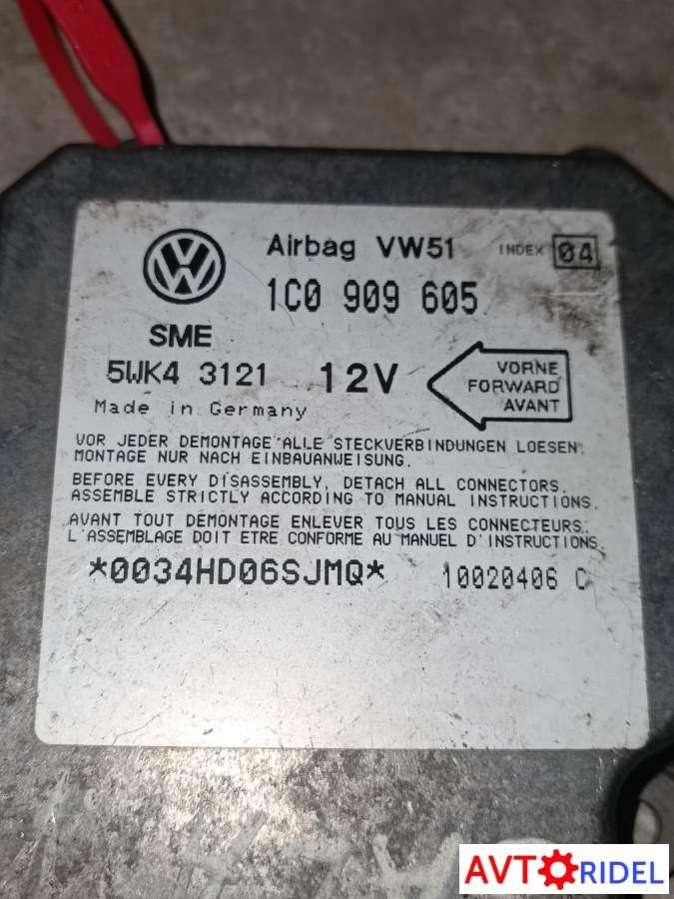 Airbag VW51 INDEX 04
1C0 909 605
SME
5WK4 3121 12V
VORNE
FORWARD
AVANT
Made in Germany
VOR JEDER DEMONTAGE ALLE STECKVERBINDUNGEN LOESEN.
MONTAGE NUR NACH EINBAUANWEISUNG.
BEFORE EVERY DISASSEMBLY, DETACH ALL CONNECTORS.
ASSEMBLE STRICTLY ACCORDING TO MANUAL INSTRUCTIONS.
AVANT TOUT DEMONTAGE ENLEVER TOUS LES CONNECTEURS.
L'ASSEMBLAGE DOIT ETRE CONFORME AU MANUEL D'INSTRUCTIONS.
*0034HD06SJMQ* 10020406 C
AVTORIDEL